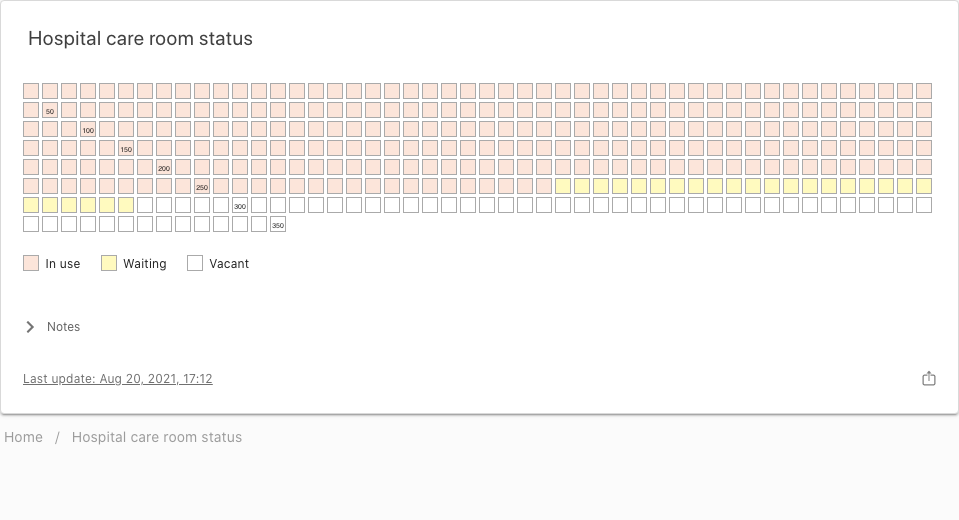 Hospital care room status
50
100
150
200
250
300
350
In use Waiting Vacant
Notes
Last update: Aug 20, 2021, 17:12
Home / Hospital care room status